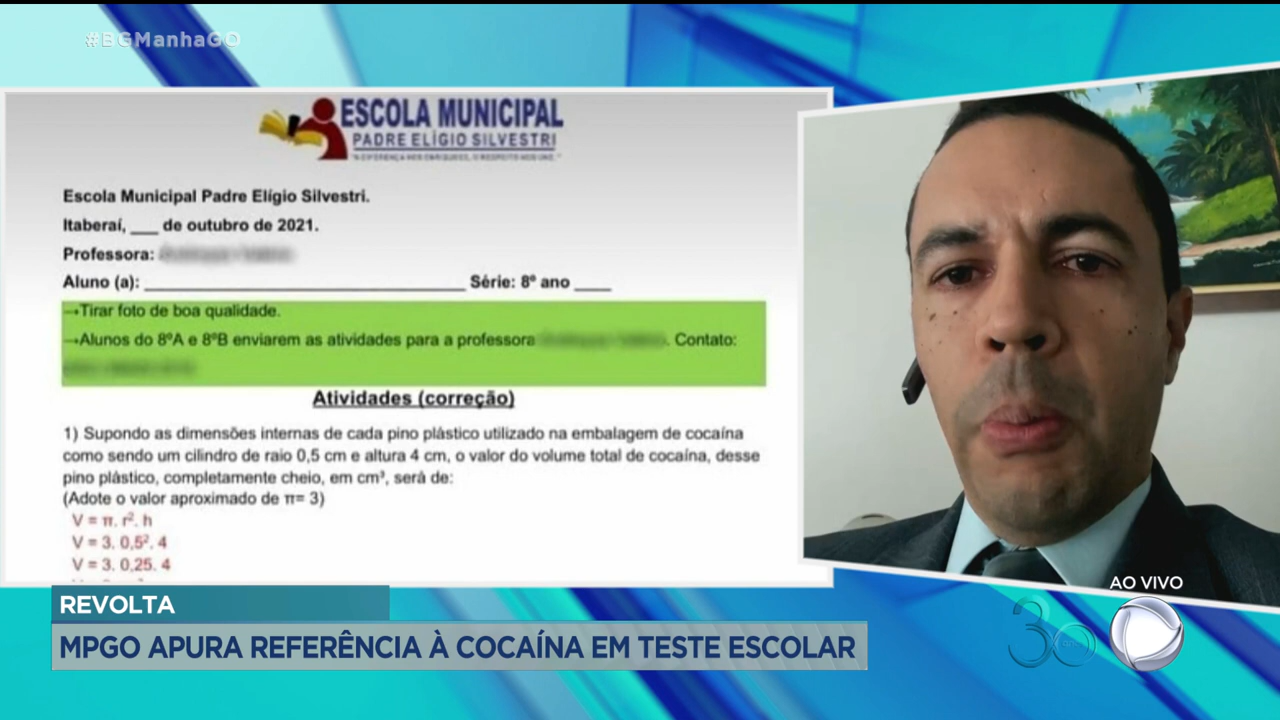 #BGManhaGO
ESCOLA MUNICIPAL
PADRE ELÍGIO SILVESTRI
Escola Municipal Padre Elígio Silvestri.
Itaberaí, ___ de outubro de 2021.
Professora:
Aluno (a): ______________________________ Série: 8º ano ____
→Tirar foto de boa qualidade.
→Alunos do 8ºA e 8ºB enviarem as atividades para a professora . Contato:
Atividades (correção)
1) Supondo as dimensões internas de cada pino plástico utilizado na embalagem de cocaína
como sendo um cilindro de raio 0,5 cm e altura 4 cm, o valor do volume total de cocaína, desse
pino plástico, completamente cheio, em cm³, será de:
(Adote o valor aproximado de π= 3)
V = π. r². h
V = 3. 0,5². 4
V = 3. 0,25. 4
REVOLTA
MPGO APURA REFERÊNCIA À COCAÍNA EM TESTE ESCOLAR
AO VIVO
30